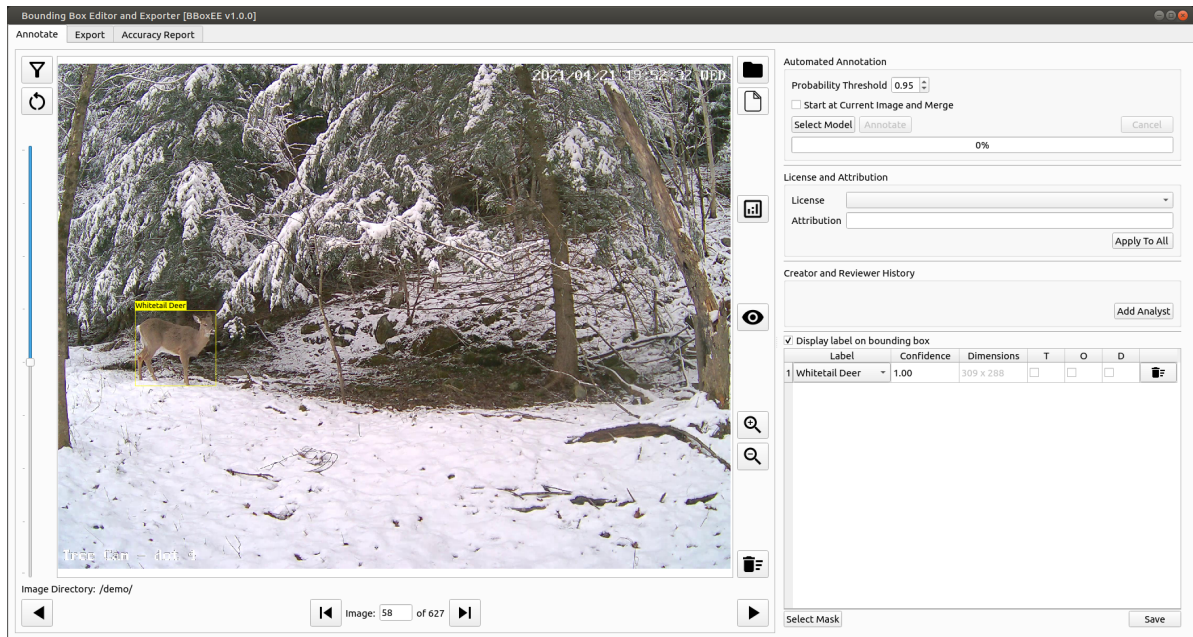 Bounding Box Editor and Exporter [BBoxEE v1.0.0]
Annotate Export Accuracy Report
2021/04/21 19:52:32 WED
Whitetail Deer
Image Directory: /demo/
Image: 58 of 627
Automated Annotation
Probability Threshold 0.95
Start at Current Image and Merge
Select Model Annotate Cancel
0%
License and Attribution
License
Attribution
Apply To All
Creator and Reviewer History
Add Analyst
Display label on bounding box
Label Confidence Dimensions T O D
1 Whitetail Deer 1.00 309 x 288
Select Mask Save